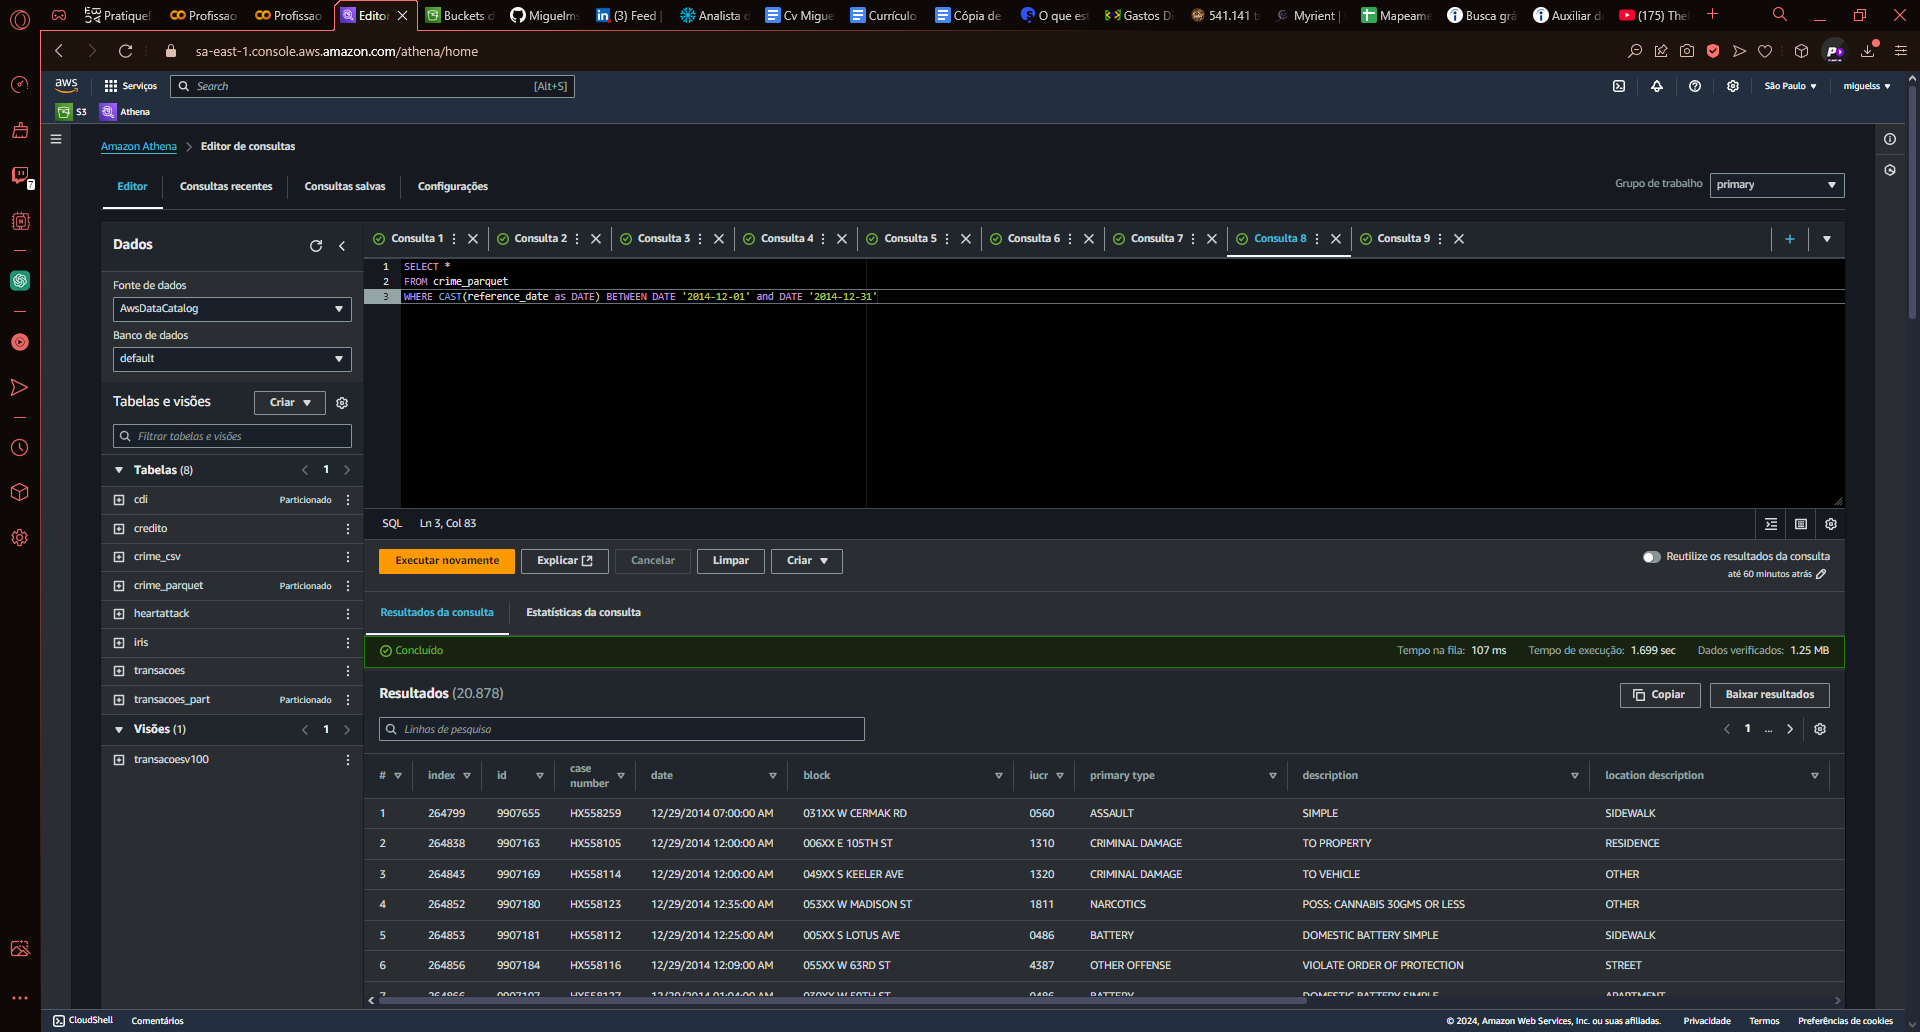 Pratique!
Profissao
Profissao
Editor
Buckets d
Miguelms
(3) Feed |
Analista d
Cv Migue
Currículo
Cópia de
O que es
Gastos Di
541.141 t
Myrient |
Mapeame
Busca grá
Auxiliar de
(175) The
sa-east-1.console.aws.amazon.com/athena/home
aws
Serviços
Search
[Alt+S]
São Paulo
miguelss
S3
Athena
7
Amazon Athena
Editor de consultas
Editor
Consultas recentes
Consultas salvas
Configurações
Grupo de trabalho
primary
Dados
Fonte de dados
AwsDataCatalog
Banco de dados
default
Tabelas e visões
Criar
Filtrar tabelas e visões
Tabelas (8)
1
cdi
Particionado
credito
crime_csv
crime_parquet
Particionado
heartattack
iris
transacoes
transacoes_part
Particionado
Visões (1)
1
transacoesv100
Consulta 1
Consulta 2
Consulta 3
Consulta 4
Consulta 5
Consulta 6
Consulta 7
Consulta 8
Consulta 9
1 SELECT *
2 FROM crime_parquet
3 WHERE CAST(reference_date as DATE) BETWEEN DATE '2014-12-01' and DATE '2014-12-31'
SQL
Ln 3, Col 83
Executar novamente
Explicar
Cancelar
Limpar
Criar
Reutilize os resultados da consulta
até 60 minutos atrás
Resultados da consulta
Estatísticas da consulta
Concluído
Tempo na fila: 107 ms
Tempo de execução: 1.699 sec
Dados verificados: 1.25 MB
Resultados (20.878)
Copiar
Baixar resultados
Linhas de pesquisa
1 ...
# index id case number date block iucr primary type description location description
1 264799 9907655 HX558259 12/29/2014 07:00:00 AM 031XX W CERMAK RD 0560 ASSAULT SIMPLE SIDEWALK
2 264838 9907163 HX558105 12/29/2014 12:00:00 AM 006XX E 105TH ST 1310 CRIMINAL DAMAGE TO PROPERTY RESIDENCE
3 264843 9907169 HX558114 12/29/2014 12:00:00 AM 049XX S KEELER AVE 1320 CRIMINAL DAMAGE TO VEHICLE OTHER
4 264852 9907180 HX558123 12/29/2014 12:35:00 AM 053XX W MADISON ST 1811 NARCOTICS POSS: CANNABIS 30GMS OR LESS OTHER
5 264853 9907181 HX558112 12/29/2014 12:25:00 AM 005XX S LOTUS AVE 0486 BATTERY DOMESTIC BATTERY SIMPLE SIDEWALK
6 264856 9907184 HX558116 12/29/2014 12:09:00 AM 055XX W 63RD ST 4387 OTHER OFFENSE VIOLATE ORDER OF PROTECTION STREET
7 264866 9907197 HX558127 12/29/2014 01:04:00 AM 0486 BATTERY DOMESTIC BATTERY SIMPLE APARTMENT
CloudShell
Comentários
© 2024, Amazon Web Services, Inc. ou suas afiliadas.
Privacidade
Termos
Preferências de cookies